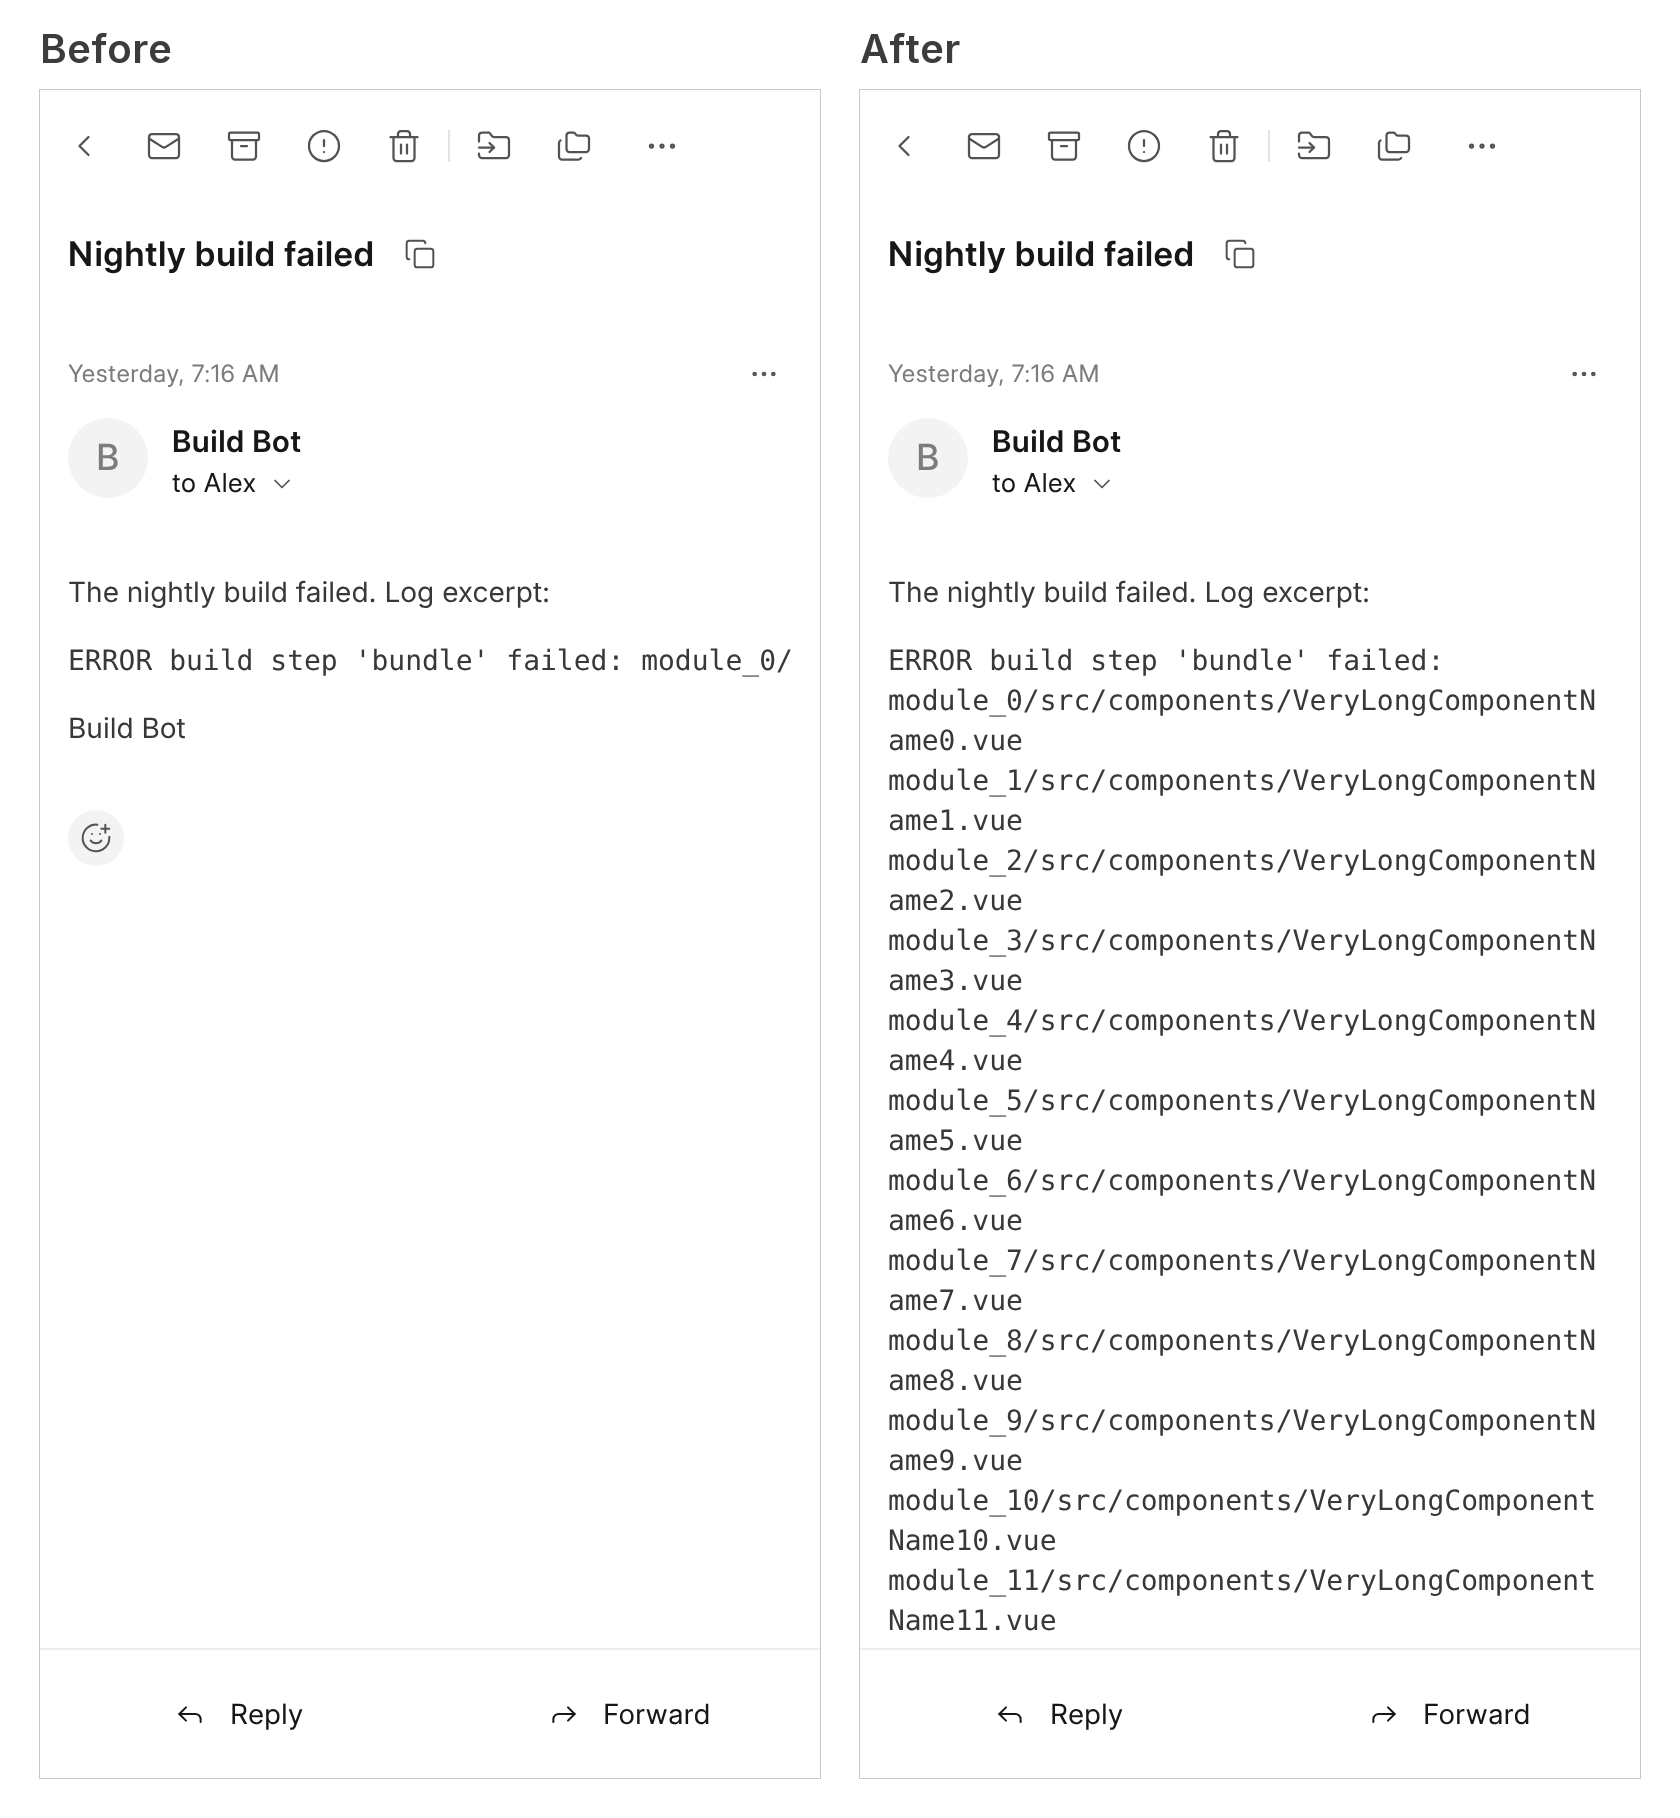 Before
Nightly build failed
Yesterday, 7:16 AM
B
Build Bot
to Alex
The nightly build failed. Log excerpt:
ERROR build step 'bundle' failed: module_0/
Build Bot
Reply
Forward
After
Nightly build failed
Yesterday, 7:16 AM
B
Build Bot
to Alex
The nightly build failed. Log excerpt:
ERROR build step 'bundle' failed:
module_0/src/components/VeryLongComponentN
ame0.vue
module_1/src/components/VeryLongComponentN
ame1.vue
module_2/src/components/VeryLongComponentN
ame2.vue
module_3/src/components/VeryLongComponentN
ame3.vue
module_4/src/components/VeryLongComponentN
ame4.vue
module_5/src/components/VeryLongComponentN
ame5.vue
module_6/src/components/VeryLongComponentN
ame6.vue
module_7/src/components/VeryLongComponentN
ame7.vue
module_8/src/components/VeryLongComponentN
ame8.vue
module_9/src/components/VeryLongComponentN
ame9.vue
module_10/src/components/VeryLongComponent
Name10.vue
module_11/src/components/VeryLongComponent
Name11.vue
Reply
Forward